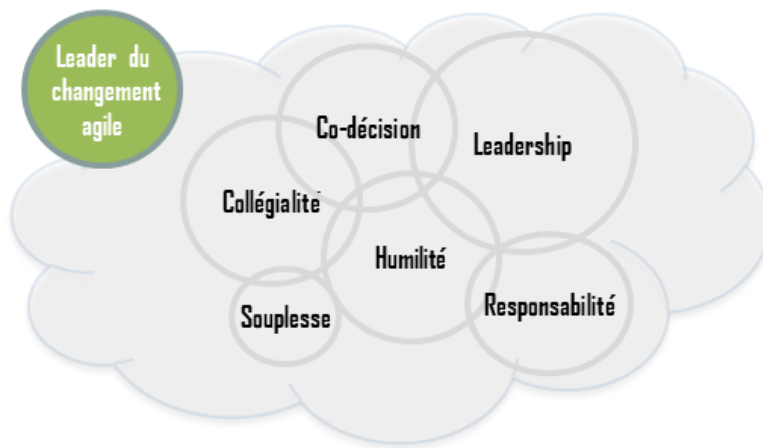 Leader du
changement
agile
Co-décision
Leadership
Collégialité
Humilité
Souplesse
Responsabilité